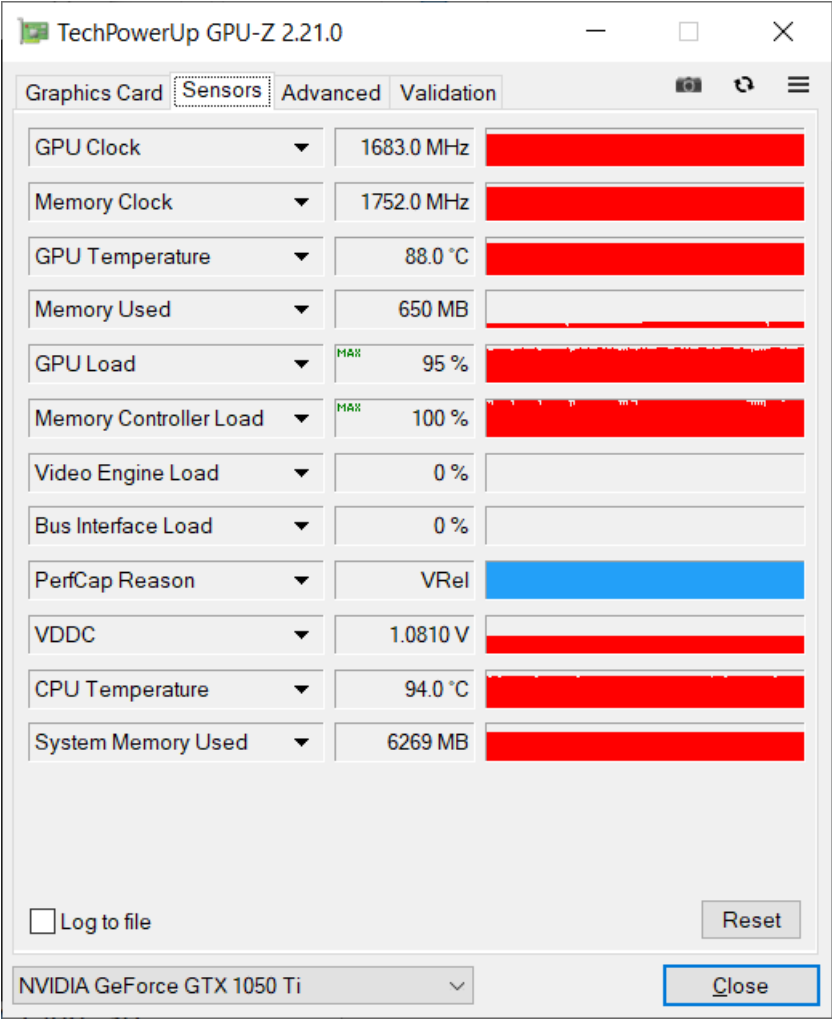 TechPowerUp GPU-Z 2.21.0
Graphics Card Sensors Advanced Validation
GPU Clock 1683.0 MHz
Memory Clock 1752.0 MHz
GPU Temperature 88.0 °C
Memory Used 650 MB
GPU Load MAX 95 %
Memory Controller Load MAX 100 %
Video Engine Load 0 %
Bus Interface Load 0 %
PerfCap Reason VRel
VDDC 1.0810 V
CPU Temperature 94.0 °C
System Memory Used 6269 MB
Log to file Reset
NVIDIA GeForce GTX 1050 Ti Close